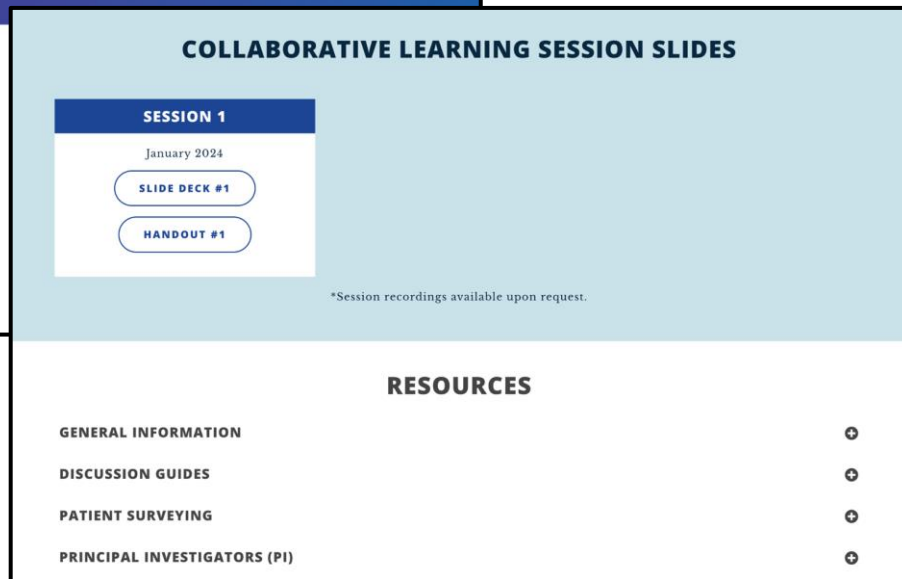 COLLABORATIVE LEARNING SESSION SLIDES
SESSION 1
January 2024
SLIDE DECK #1
HANDOUT #1
*Session recordings available upon request.
RESOURCES
GENERAL INFORMATION
DISCUSSION GUIDES
PATIENT SURVEYING
PRINCIPAL INVESTIGATORS (PI)